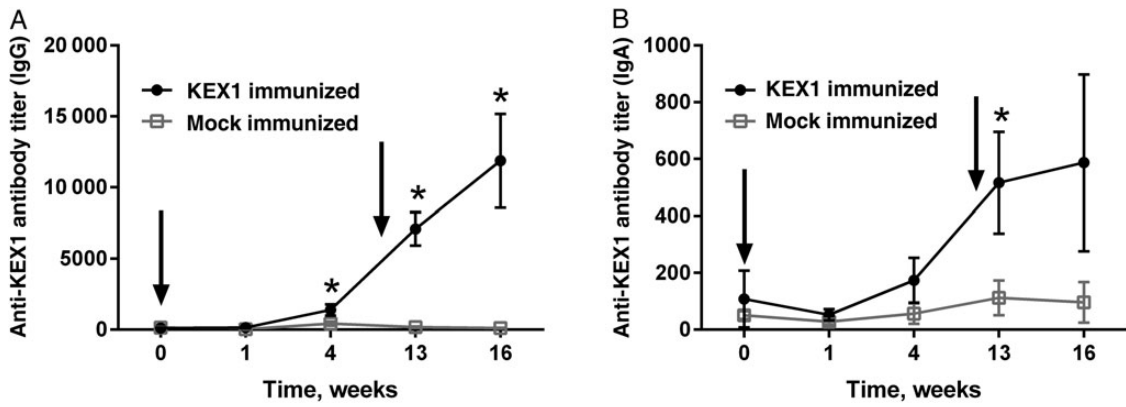 A
Anti-KEX1 antibody titer (IgG)
20 000
15 000
10 000
5000
0
KEX1 immunized
Mock immunized
*
*
*
0 1 4 13 16
Time, weeks
B
Anti-KEX1 antibody titer (IgA)
1000
800
600
400
200
0
KEX1 immunized
Mock immunized
*
0 1 4 13 16
Time, weeks